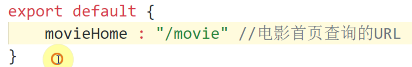 export default {
    movieHome : "/movie" //电影首页查询的URL
}